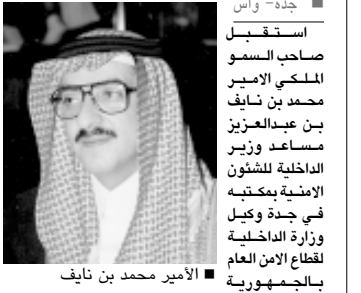 ■ جدة- واس
استقبل
صاحب السمو
الملكي الامير
محمد بن نايف
بن عبدالعزيز
مساعد وزير
الداخلية للشئون
الامنية بمكتبه
في جدة وكيل
وزارة الداخلية
لقطاع الامن العام
بالجمهورية
■ الأمير محمد بن نايف